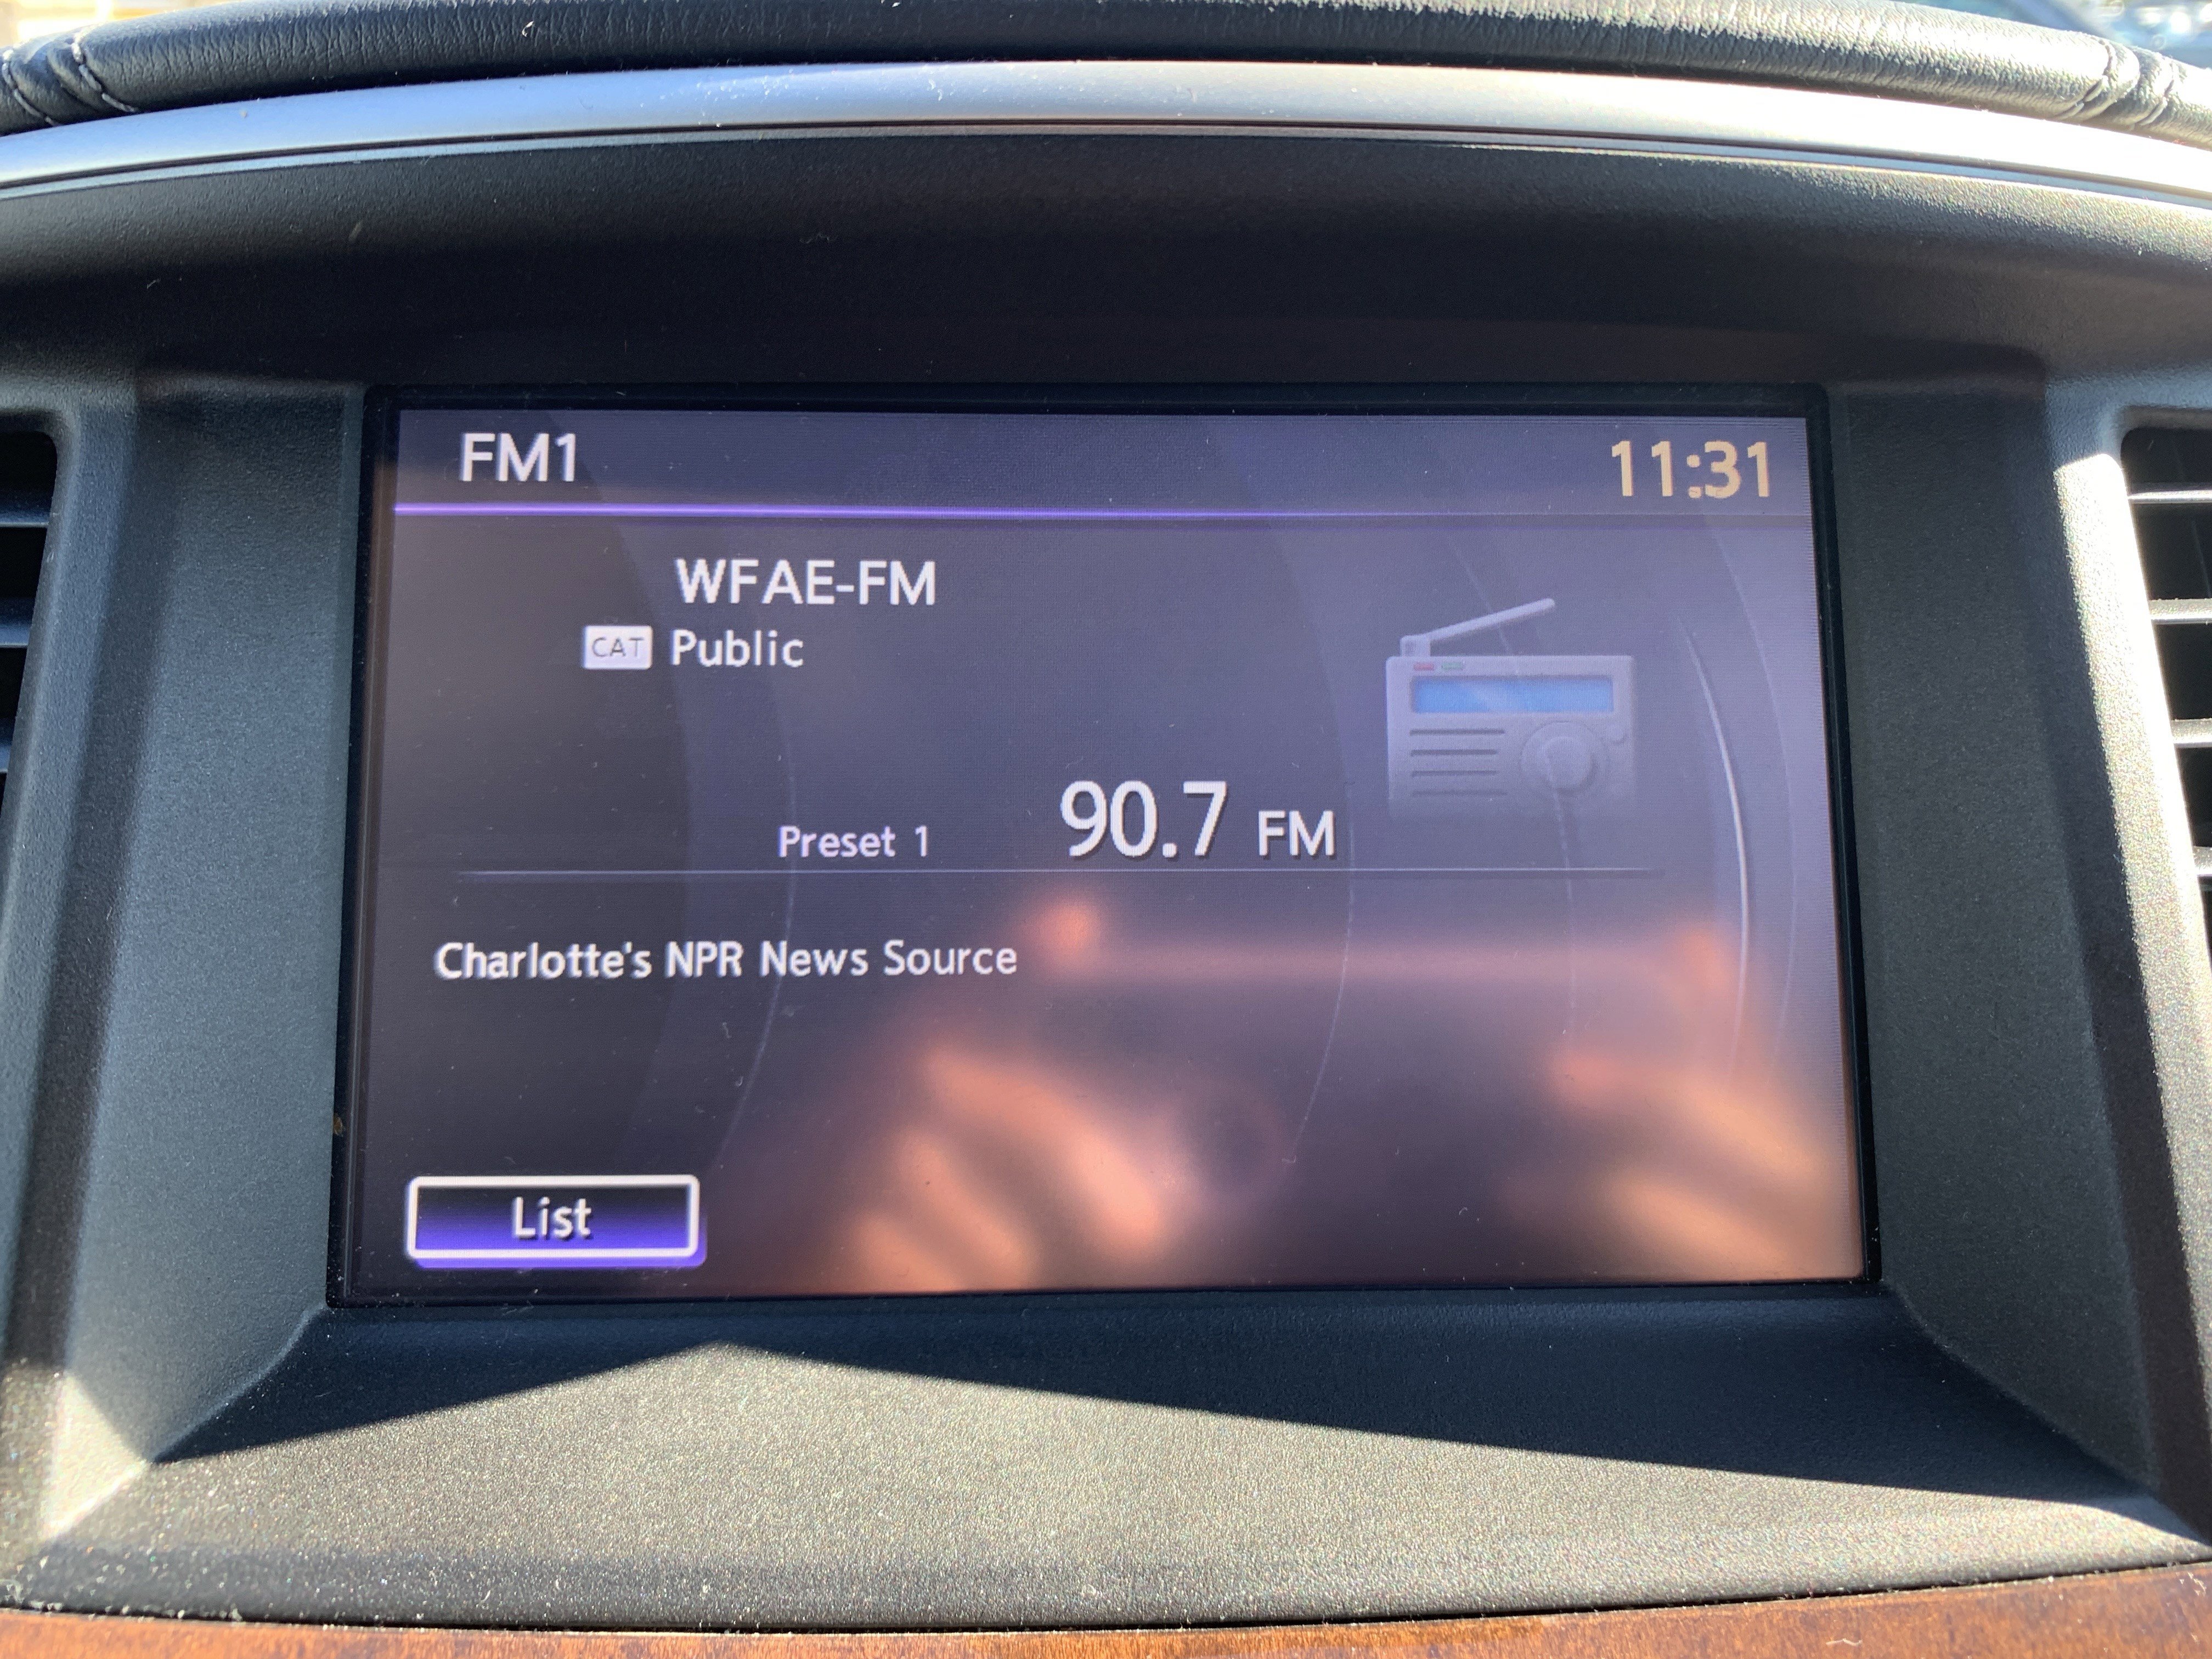 FM1
11:31
WFAE-FM
CAT Public
Preset 1 90.7 FM
Charlotte's NPR News Source
List